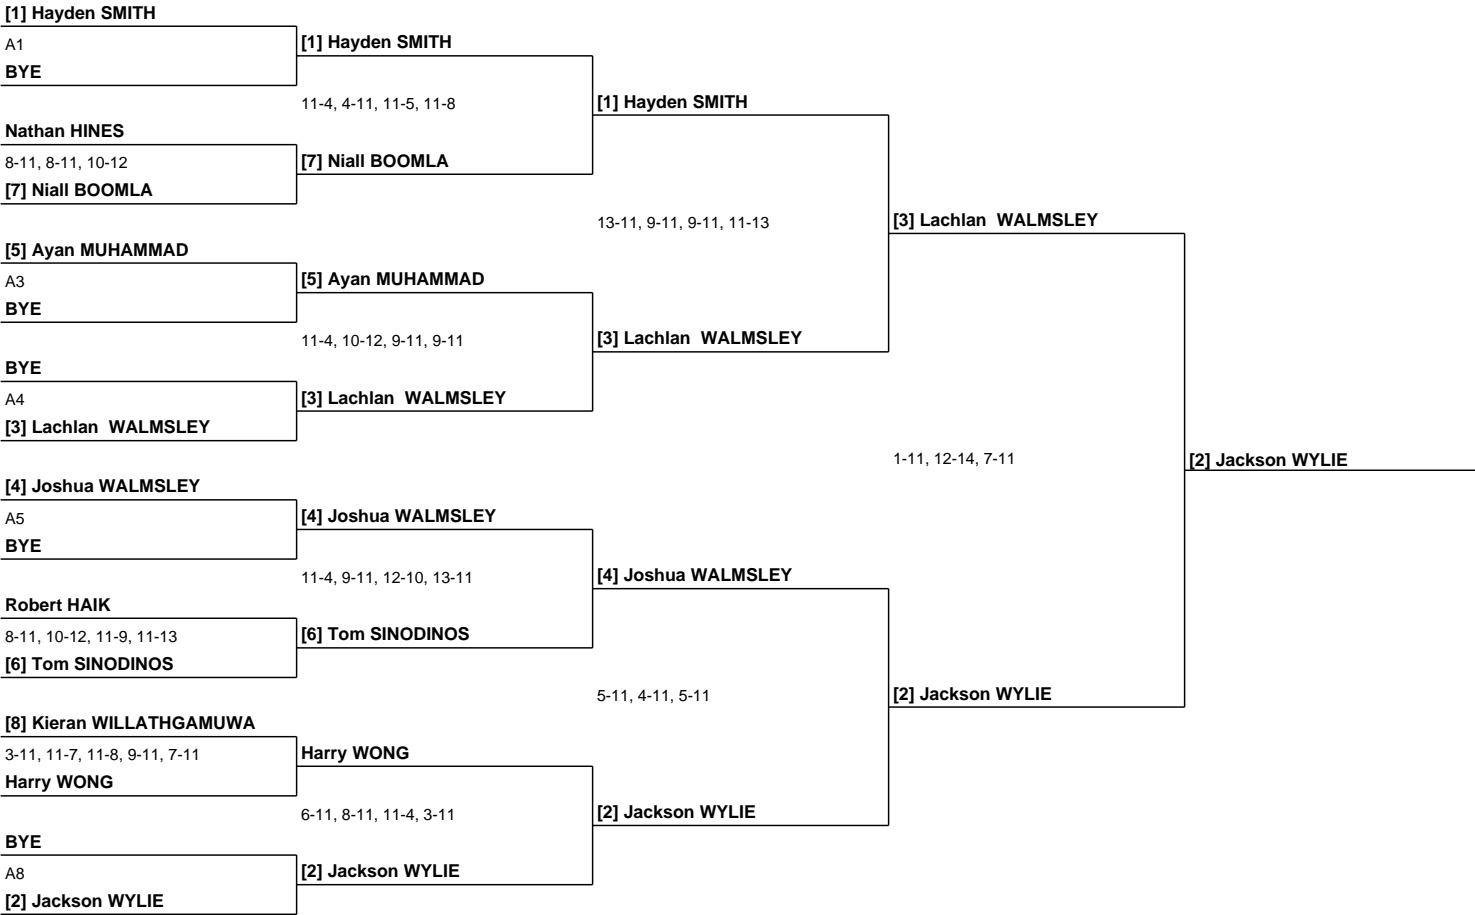 [1] Hayden SMITH
A1
BYE
Nathan HINES
8-11, 8-11, 10-12
[7] Niall BOOMLA
[5] Ayan MUHAMMAD
A3
BYE
BYE
A4
[3] Lachlan  WALMSLEY
[4] Joshua WALMSLEY
A5
BYE
Robert HAIK
8-11, 10-12, 11-9, 11-13
[6] Tom SINODINOS
[8] Kieran WILLATHGAMUWA
3-11, 11-7, 11-8, 9-11, 7-11
Harry WONG
BYE
A8
[2] Jackson WYLIE
[1] Hayden SMITH
11-4, 4-11, 11-5, 11-8
[7] Niall BOOMLA
[5] Ayan MUHAMMAD
11-4, 10-12, 9-11, 9-11
[3] Lachlan  WALMSLEY
[4] Joshua WALMSLEY
11-4, 9-11, 12-10, 13-11
[6] Tom SINODINOS
Harry WONG
6-11, 8-11, 11-4, 3-11
[2] Jackson WYLIE
[1] Hayden SMITH
13-11, 9-11, 9-11, 11-13
[3] Lachlan  WALMSLEY
[4] Joshua WALMSLEY
5-11, 4-11, 5-11
[2] Jackson WYLIE
[3] Lachlan  WALMSLEY
1-11, 12-14, 7-11
[2] Jackson WYLIE
[2] Jackson WYLIE